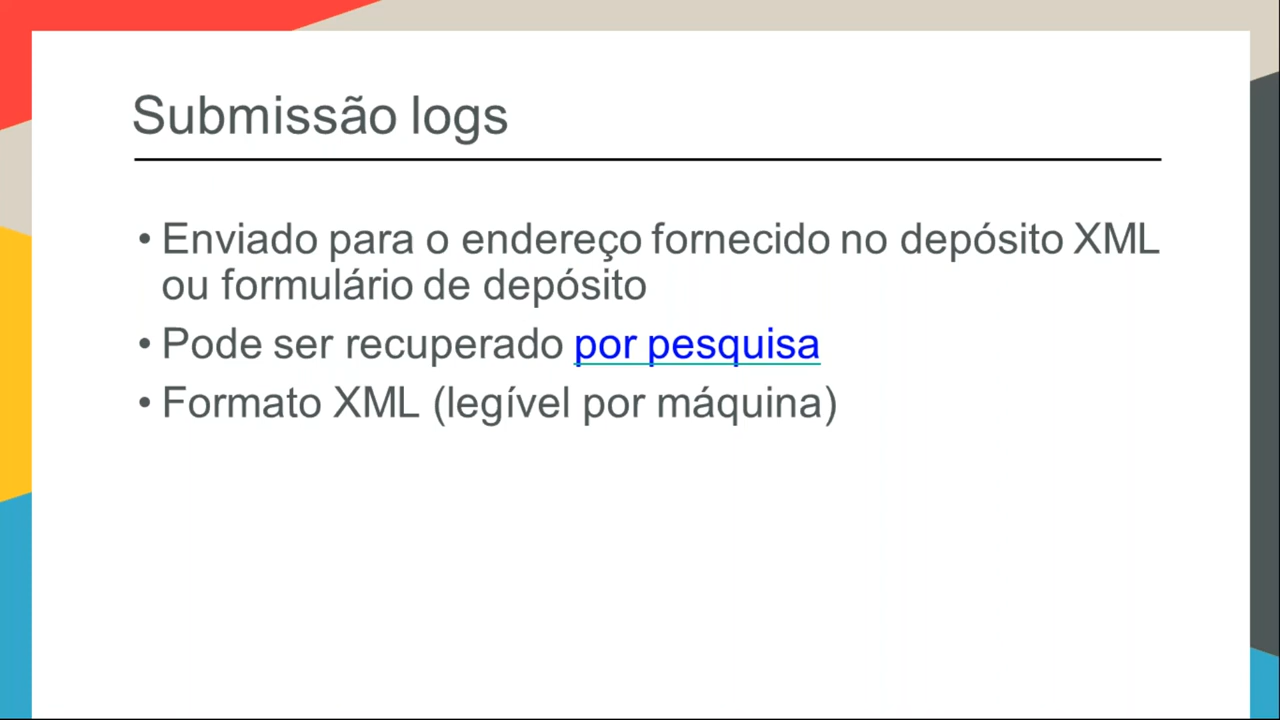 Submissão logs
• Enviado para o endereço fornecido no depósito XML
ou formulário de depósito
• Pode ser recuperado por pesquisa
• Formato XML (legível por máquina)